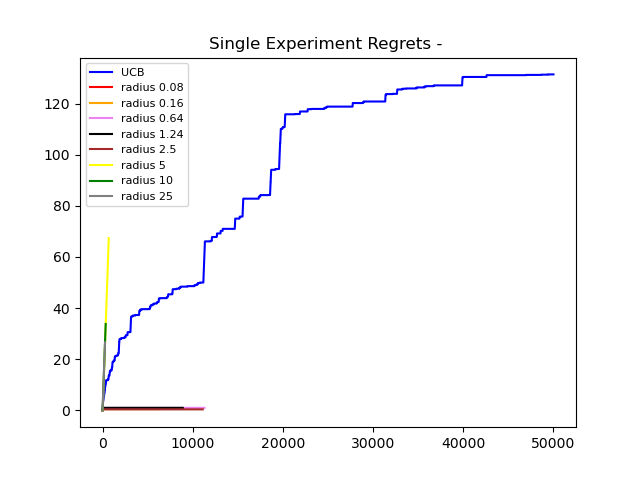 Single Experiment Regrets -
UCB
radius 0.08
radius 0.16
radius 0.64
radius 1.24
radius 2.5
radius 5
radius 10
radius 25
120
100
80
60
40
20
0
0 10000 20000 30000 40000 50000